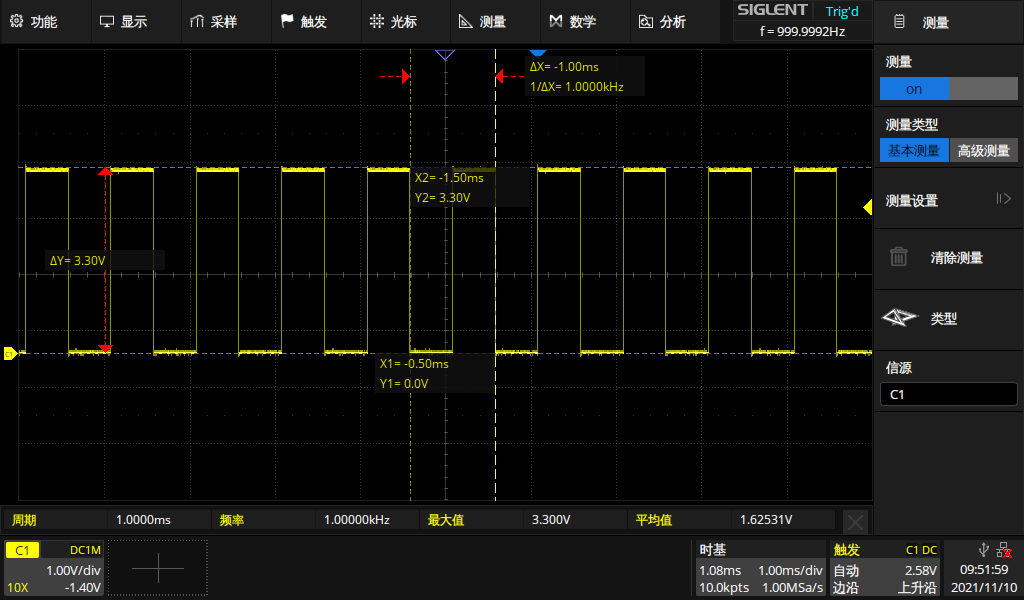 功能 显示 采样 触发 光标 测量 数学 分析 SIGLENT Trig'd
f = 999.9992Hz
测量
测量
on
测量类型
基本测量 高级测量
测量设置
清除测量
类型
信源
C1
ΔX= -1.00ms
1/ΔX= 1.0000kHz
X2= -1.50ms
Y2= 3.30V
ΔY= 3.30V
C1
X1= -0.50ms
Y1= 0.0V
周期 1.0000ms 频率 1.00000kHz 最大值 3.300V 平均值 1.62531V
C1 DC1M
1.00V/div
10X -1.40V
时基
1.08ms 1.00ms/div
10.0kpts 1.00MSa/s
触发 C1 DC
自动 2.58V
边沿 上升沿
09:51:59
2021/11/10